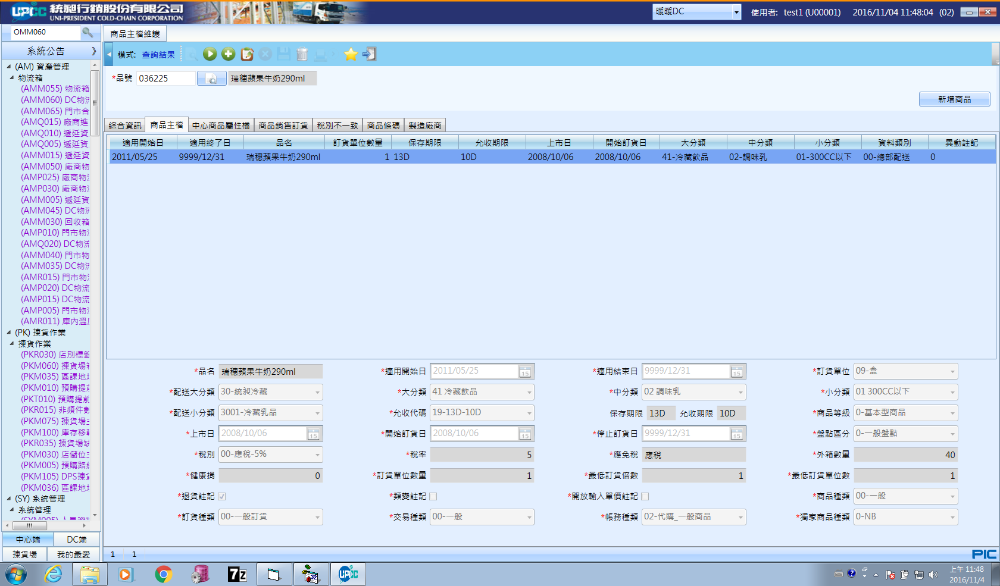 UPCC 統昶行銷股份有限公司
UNI-PRESIDENT COLD-CHAIN CORPORATION
暖暖DC 使用者: test1 (U00001) 2016/11/04 11:48:04 (02)
OMM060
商品主檔維護
系統公告 》
模式: 查詢結果
*品號 036225 瑞穗蘋果牛奶290ml
新增商品
(AM) 資產管理
物流箱
(AMM055) 物流箱
(AMM060) DC物流
(AMM065) 門市合
(AMQ015) 廠商進
(AMQ010) 遞延資
(AMQ005) 遞延資
(AMM015) 遞延資
(AMM050) 廠商物
(AMP025) 廠商物流
(AMP030) 廠商物流
(AMM005) 遞延資
(AMM045) DC物流
(AMM030) 回收箱
(AMP010) 門市物流
(AMQ020) DC物流
(AMM040) 門市物
(AMM035) DC物流
(AMR015) 門市物流
(AMP020) DC物流
(AMP015) DC物流
(AMP005) 門市物流
(AMR011) 庫內溫度
(PK) 揀貨作業
揀貨作業
(PKR030) 店別標籤
(PKM060) 揀貨場
(PKM035) 區課地
(PKM010) 預購提前
(PKT010) 預購提前
(PKR015) 非頻件數
(PKM075) 揀貨場主
(PKM100) 庫存移轉
(PKR035) 揀貨場缺
(PKM030) 店儲位主
(PKM005) 預購路線
(PKM105) DPS揀貨
(PKM036) 區課地
(SY) 系統管理
系統管理
(SYM005) 人員資料
中心端 DC端
揀貨場 我的最愛
綜合資訊 商品主檔 中心商品屬性檔 商品銷售訂貨 稅別不一致 商品條碼 製造廠商
適用開始日 適用終了日 品名 訂貨單位數量 保存期限 允收期限 上市日 開始訂貨日 大分類 中分類 小分類 資料類別 異動註記
2011/05/25 9999/12/31 瑞穗蘋果牛奶290ml 1 13D 10D 2008/10/06 2008/10/06 41-冷藏飲品 02-調味乳 01-300CC以下 00-總部配送 0
*品名 瑞穗蘋果牛奶290ml *適用開始日 2011/05/25 15 *適用結束日 9999/12/31 15 *訂貨單位 09-盒
*配送大分類 30-統昶冷藏 *大分類 41 冷藏飲品 *中分類 02 調味乳 *小分類 01 300CC以下
*配送小分類 3001-冷藏乳品 *允收代碼 19-13D-10D 保存期限 13D 允收期限 10D *商品等級 0-基本型商品
*上市日 2008/10/06 15 *開始訂貨日 2008/10/06 15 *停止訂貨日 9999/12/31 15 *盤點區分 0-一般盤點
*稅別 00-應稅-5% *稅率 5 *應免稅 應稅 *外箱數量 40
*健康捐 0 *訂貨單位數量 1 *最低訂貨倍數 1 *最低訂貨單位數 1
*退貨註記 *類變註記 *開放輸入單價註記 *商品種類 00-一般
*訂貨種類 00-一般訂貨 *交易種類 00-一般 *帳務種類 02-代購_一般商品 *獨家商品種類 0-NB
1 1 PIC
7z 32 UPCC
上午 11:48
2016/11/4